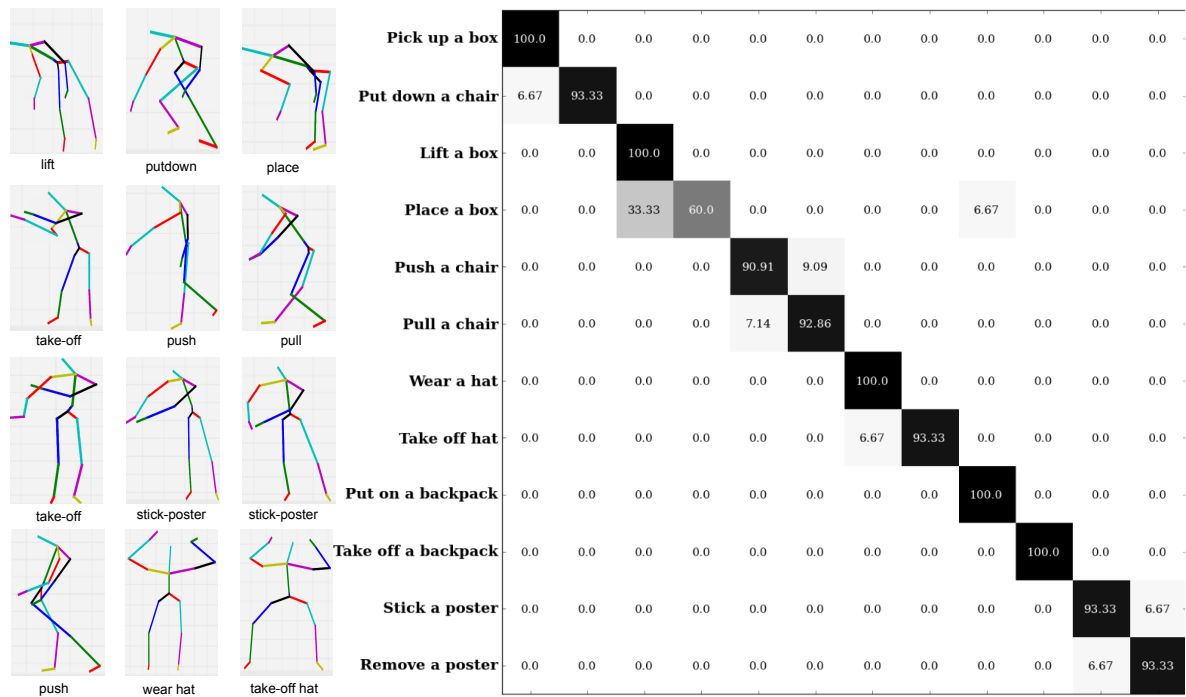 lift
putdown
place
take-off
push
pull
take-off
stick-poster
stick-poster
push
wear hat
take-off hat
Pick up a box 100.0 0.0 0.0 0.0 0.0 0.0 0.0 0.0 0.0 0.0 0.0 0.0
Put down a chair 6.67 93.33 0.0 0.0 0.0 0.0 0.0 0.0 0.0 0.0 0.0 0.0
Lift a box 0.0 0.0 100.0 0.0 0.0 0.0 0.0 0.0 0.0 0.0 0.0 0.0
Place a box 0.0 0.0 33.33 60.0 0.0 0.0 0.0 0.0 6.67 0.0 0.0 0.0
Push a chair 0.0 0.0 0.0 0.0 90.91 9.09 0.0 0.0 0.0 0.0 0.0 0.0
Pull a chair 0.0 0.0 0.0 0.0 7.14 92.86 0.0 0.0 0.0 0.0 0.0 0.0
Wear a hat 0.0 0.0 0.0 0.0 0.0 0.0 100.0 0.0 0.0 0.0 0.0 0.0
Take off hat 0.0 0.0 0.0 0.0 0.0 0.0 6.67 93.33 0.0 0.0 0.0 0.0
Put on a backpack 0.0 0.0 0.0 0.0 0.0 0.0 0.0 0.0 100.0 0.0 0.0 0.0
Take off a backpack 0.0 0.0 0.0 0.0 0.0 0.0 0.0 0.0 0.0 100.0 0.0 0.0
Stick a poster 0.0 0.0 0.0 0.0 0.0 0.0 0.0 0.0 0.0 0.0 93.33 6.67
Remove a poster 0.0 0.0 0.0 0.0 0.0 0.0 0.0 0.0 0.0 0.0 6.67 93.33